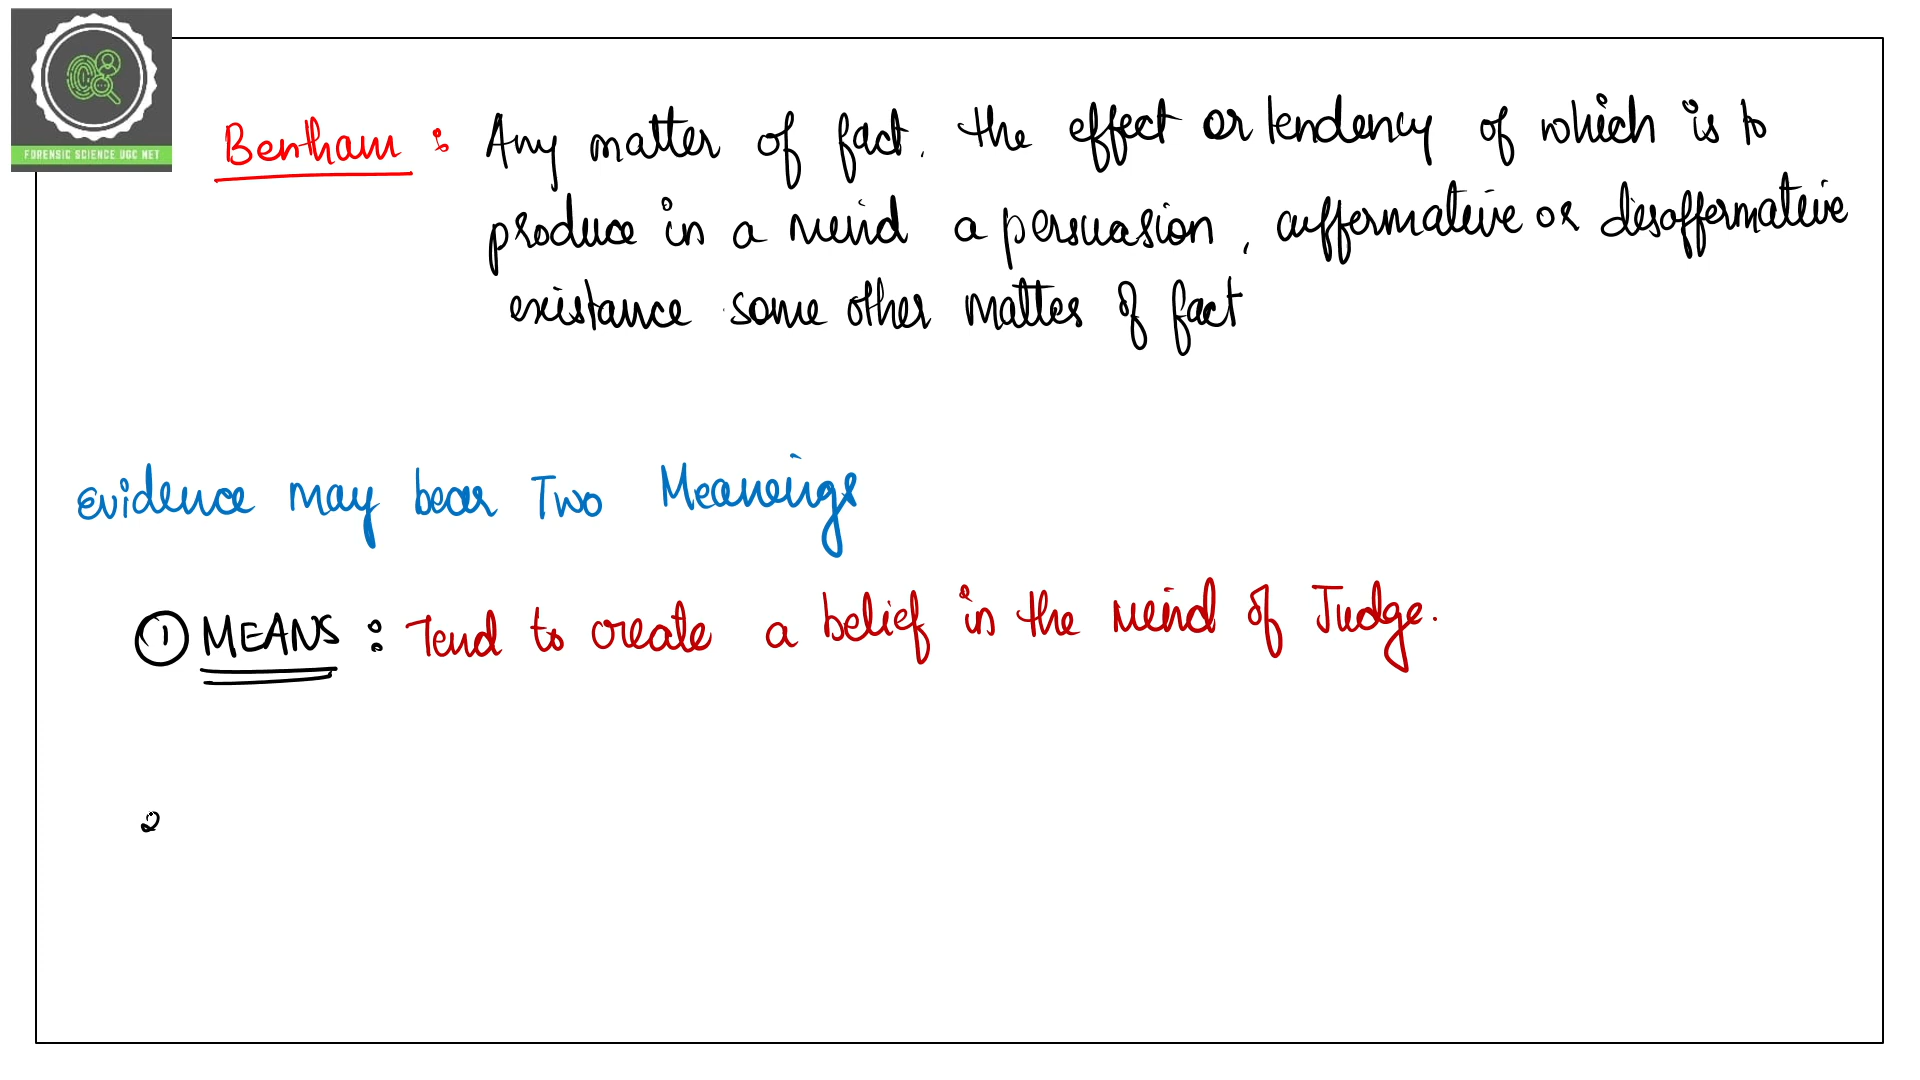 FORENSIC SCIENCE UGC NET
Bentham : Any matter of fact, the effect or tendency of which is to
produce in a mind a persuasion, affirmative or disaffermative
existance some other matter of fact
Evidence may bear Two Meanings
① MEANS : Tend to create a belief in the mind of Judge.
2